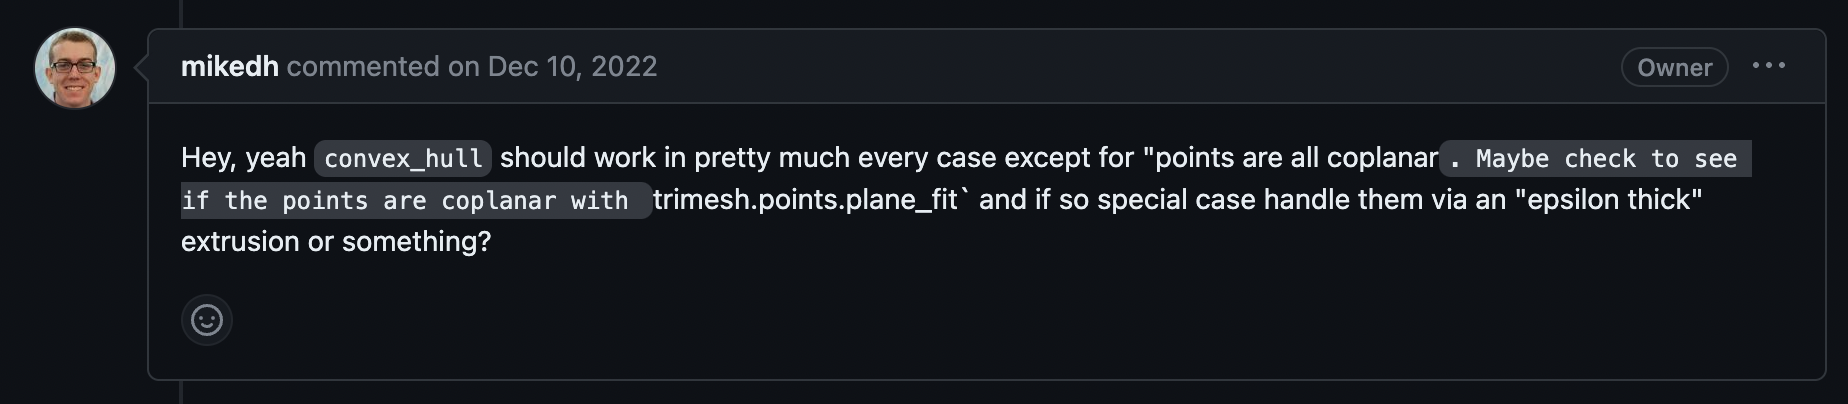 mikedh commented on Dec 10, 2022
Owner
Hey, yeah convex_hull should work in pretty much every case except for "points are all coplanar . Maybe check to see
if the points are coplanar with trimesh.points.plane_fit` and if so special case handle them via an "epsilon thick"
extrusion or something?